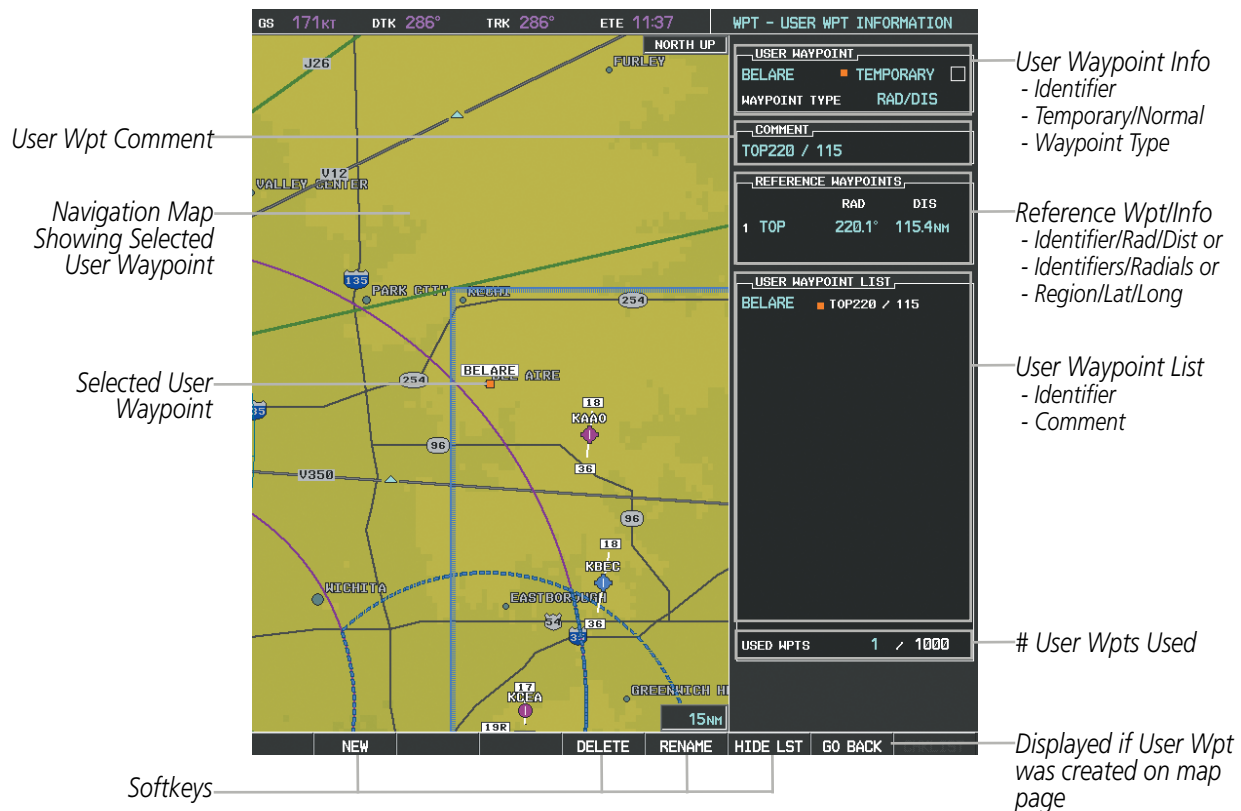 GS 171KT DTK 286° TRK 286° ETE 11:37
WPT - USER WPT INFORMATION
NORTH UP
J26
FURLEY
V12
VALLEY CENTER
135
PARK CITY
KECHI
254
BELARE
BEL AIRE
254
35
18
KAAO
36
96
V350
96
18
KBEC
WICHITA
EASTBOROUGH
36
54
35
17
KCEA
GREENWICH H
19R
15NM
USER WAYPOINT
BELARE TEMPORARY
WAYPOINT TYPE RAD/DIS
COMMENT
TOP220 / 115
REFERENCE WAYPOINTS
RAD DIS
1 TOP 220.1° 115.4NM
USER WAYPOINT LIST
BELARE TOP220 / 115
USED WPTS 1 / 1000
NEW DELETE RENAME HIDE LST GO BACK
User Wpt Comment
Navigation Map
Showing Selected
User Waypoint
Selected User
Waypoint
Softkeys
User Waypoint Info
- Identifier
- Temporary/Normal
- Waypoint Type
Reference Wpt/Info
- Identifier/Rad/Dist or
- Identifiers/Radials or
- Region/Lat/Long
User Waypoint List
- Identifier
- Comment
# User Wpts Used
Displayed if User Wpt
was created on map
page